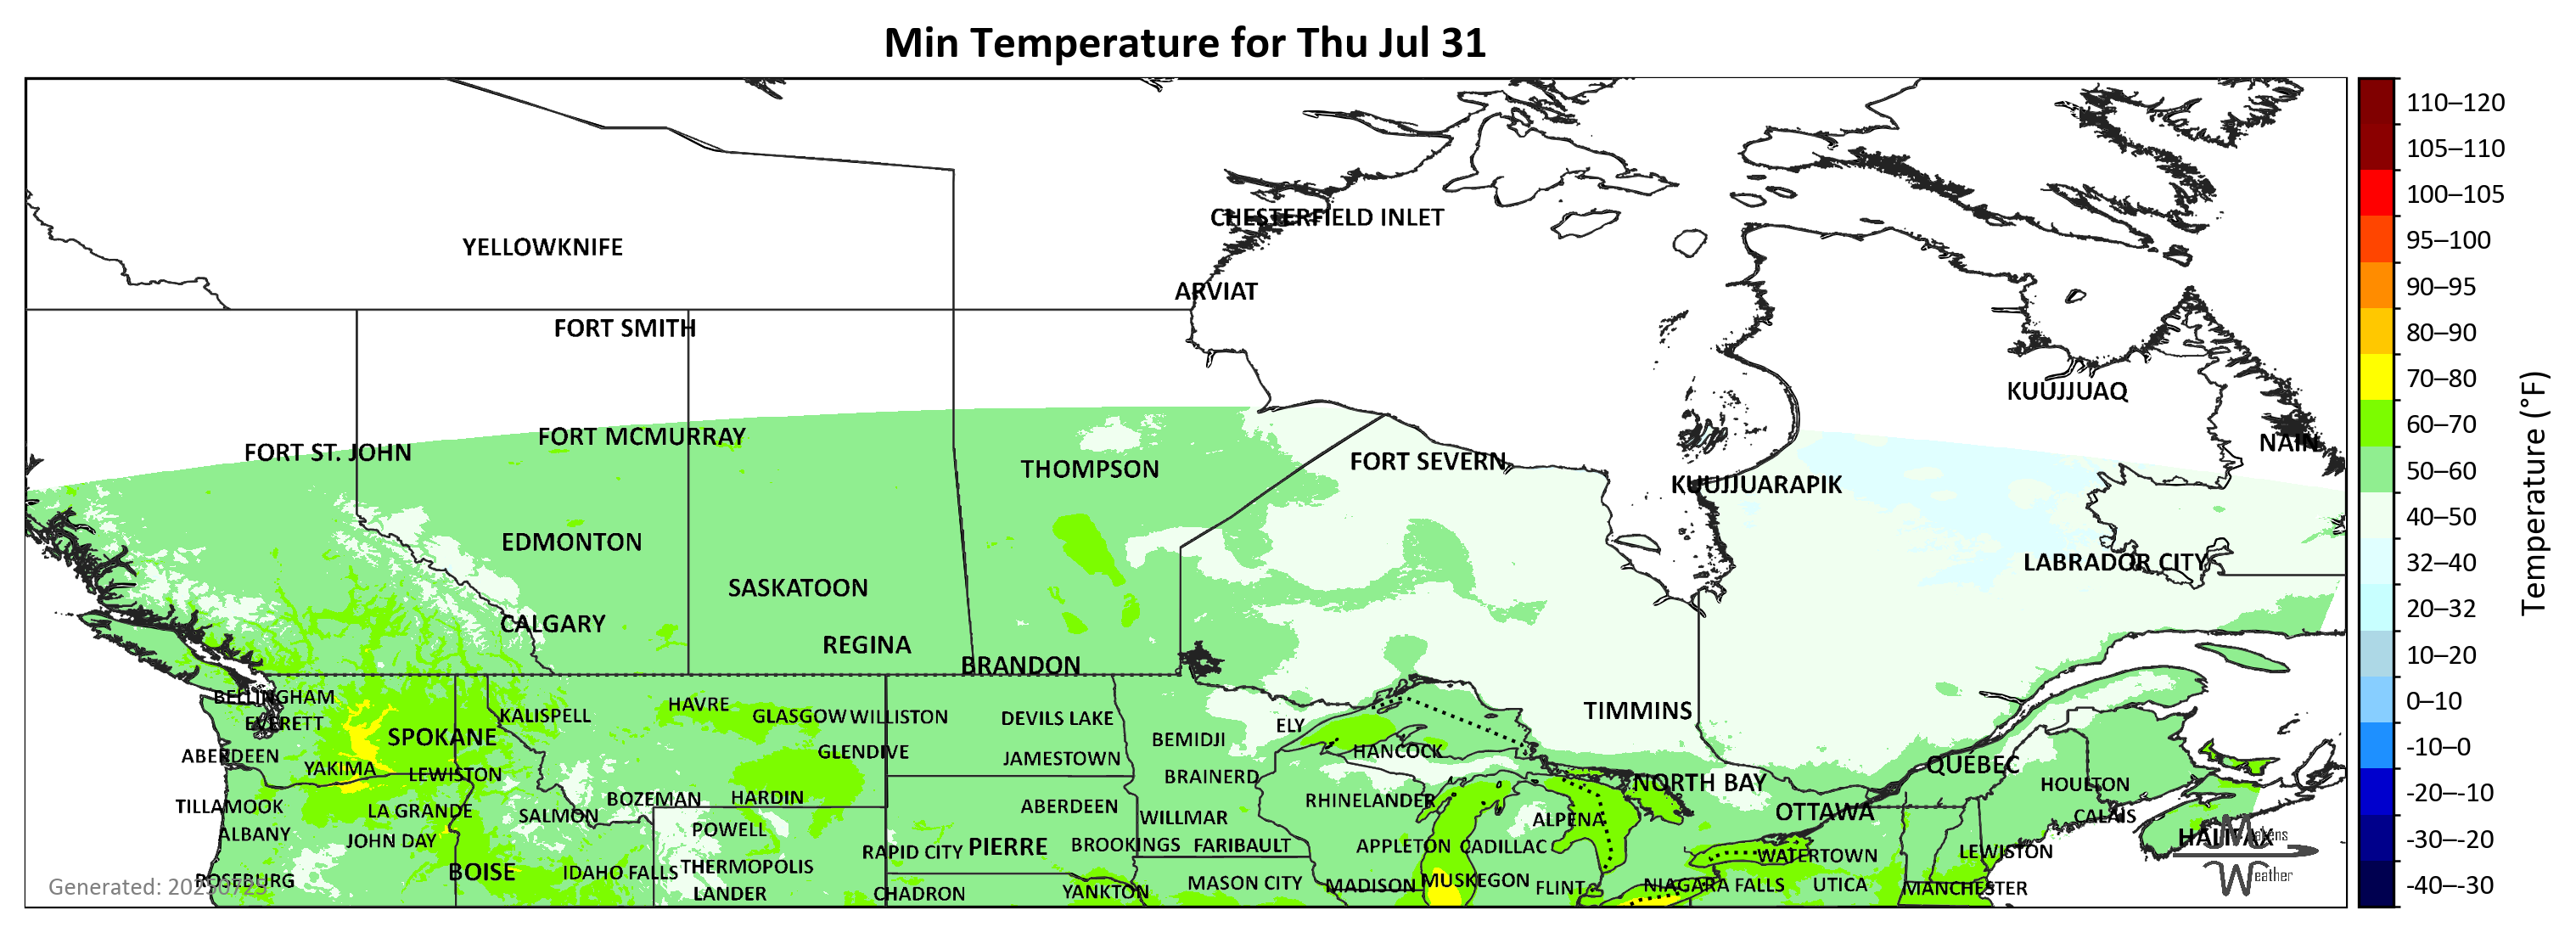 Min Temperature for Thu Jul 31
110–120
105–110
100–105
95–100
90–95
80–90
70–80
60–70
50–60
40–50
32–40
20–32
10–20
0–10
-10–0
-20–-10
-30–-20
-40–-30
Temperature (°F)
CHESTERFIELD INLET
YELLOWKNIFE
ARVIAT
FORT SMITH
KUUJJUAQ
FORT MCMURRAY
NAIN
FORT ST. JOHN
FORT SEVERN
THOMPSON
KUUJJUARAPIK
EDMONTON
LABRADOR CITY
SASKATOON
CALGARY
REGINA
BRANDON
BELLINGHAM
HAVRE
TIMMINS
KALISPELL
GLASGOW
WILLISTON
DEVILS LAKE
EVERETT
ELY
SPOKANE
BEMIDJI
HANCOCK
GLENDIVE
ABERDEEN
JAMESTOWN
QUÉBEC
YAKIMA
LEWISTON
BRAINERD
NORTH BAY
HOULTON
BOZEMAN
HARDIN
RHINELANDER
TILLAMOOK
ABERDEEN
LA GRANDE
OTTAWA
SALMON
CALAIS
WILLMAR
ALPENA
POWELL
ALBANY
HALIFAX
JOHN DAY
BROOKINGS
FARIBAULT
APPLETON
CADILLAC
PIERRE
RAPID CITY
LEWISTON
WATERTOWN
THERMOPOLIS
BOISE
IDAHO FALLS
ROSEBURG
MUSKEGON
MASON CITY
MADISON
FLINT
NIAGARA FALLS
UTICA
MANCHESTER
LANDER
CHADRON
YANKTON
Generated: 20250725
Makens
Weather